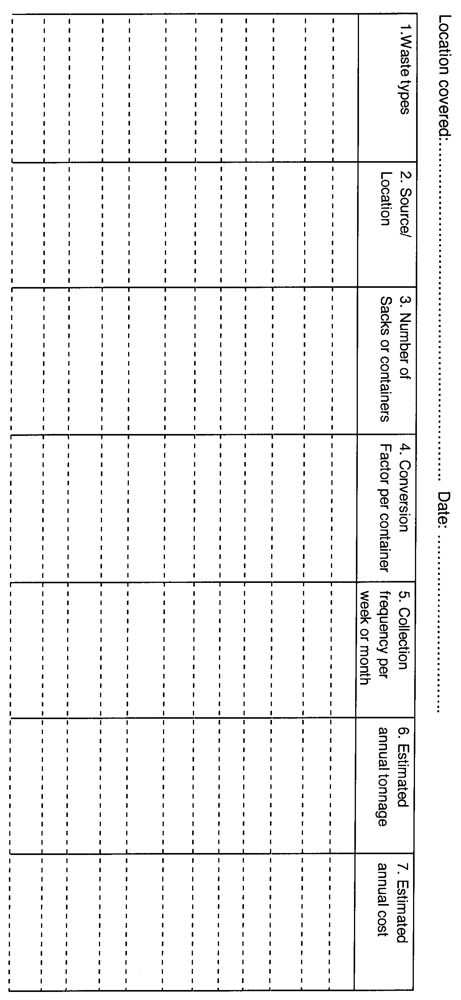 Location covered:.......................................................................... Date: ......................................
1.Waste types
2. Source/
Location
3. Number of
Sacks or containers
4. Conversion
Factor per container
5. Collection
frequency per
week or month
6. Estimated
annual tonnage
7. Estimated
annual cost